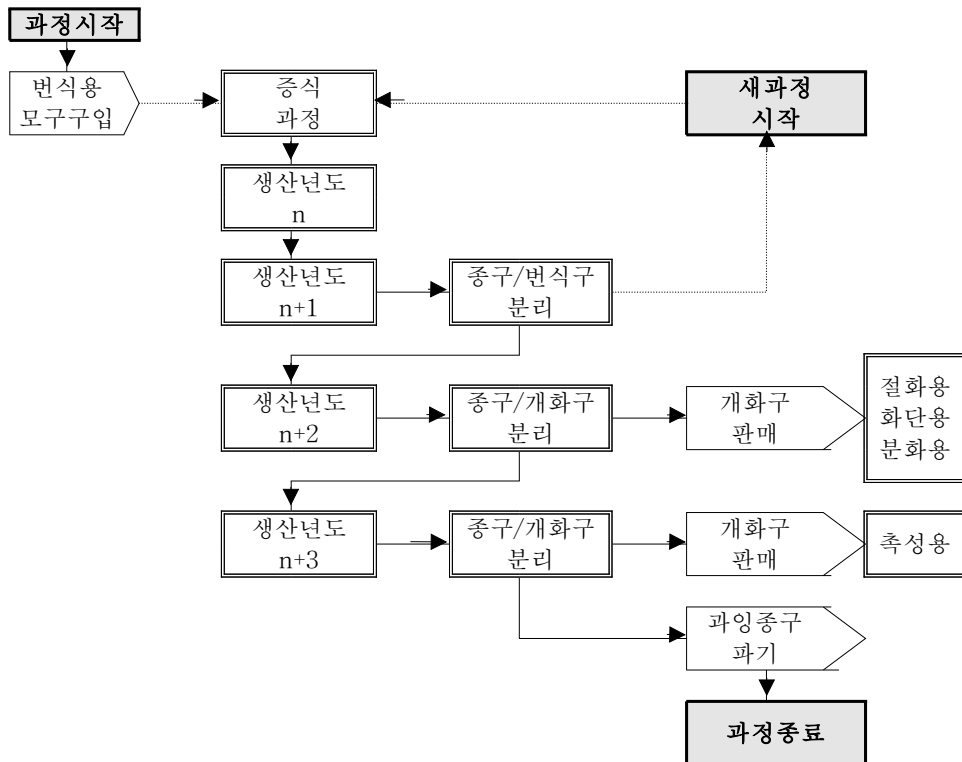 과정시작
번식용
모구구입
증식
과정
새과정
시작
생산년도
n
생산년도
n+1
종구/번식구
분리
생산년도
n+2
종구/개화구
분리
개화구
판매
절화용
화단용
분화용
생산년도
n+3
종구/개화구
분리
개화구
판매
촉성용
과잉종구
파기
과정종료